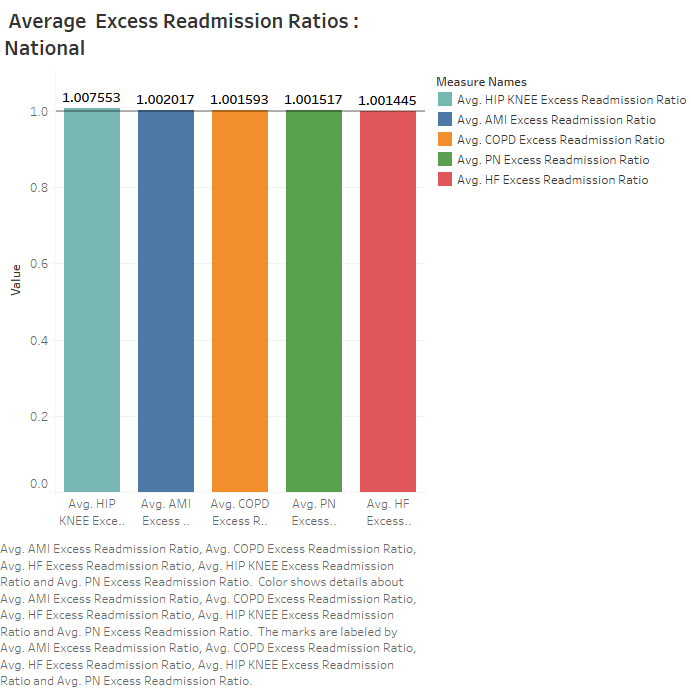 Average  Excess Readmission Ratios :
National
Measure Names
Avg. HIP KNEE Excess Readmission Ratio
Avg. AMI Excess Readmission Ratio
Avg. COPD Excess Readmission Ratio
Avg. PN Excess Readmission Ratio
Avg. HF Excess Readmission Ratio
1.007553 1.002017 1.001593 1.001517 1.001445
1.0
0.8
0.6
0.4
0.2
0.0
Value
Avg. HIP Avg. AMI Avg. COPD Avg. PN Avg. HF
KNEE Exce.. Excess .. Excess R.. Excess.. Excess..
Avg. AMI Excess Readmission Ratio, Avg. COPD Excess Readmission Ratio,
Avg. HF Excess Readmission Ratio, Avg. HIP KNEE Excess Readmission
Ratio and Avg. PN Excess Readmission Ratio.  Color shows details about
Avg. AMI Excess Readmission Ratio, Avg. COPD Excess Readmission Ratio,
Avg. HF Excess Readmission Ratio, Avg. HIP KNEE Excess Readmission
Ratio and Avg. PN Excess Readmission Ratio.  The marks are labeled by
Avg. AMI Excess Readmission Ratio, Avg. COPD Excess Readmission Ratio,
Avg. HF Excess Readmission Ratio, Avg. HIP KNEE Excess Readmission
Ratio and Avg. PN Excess Readmission Ratio.